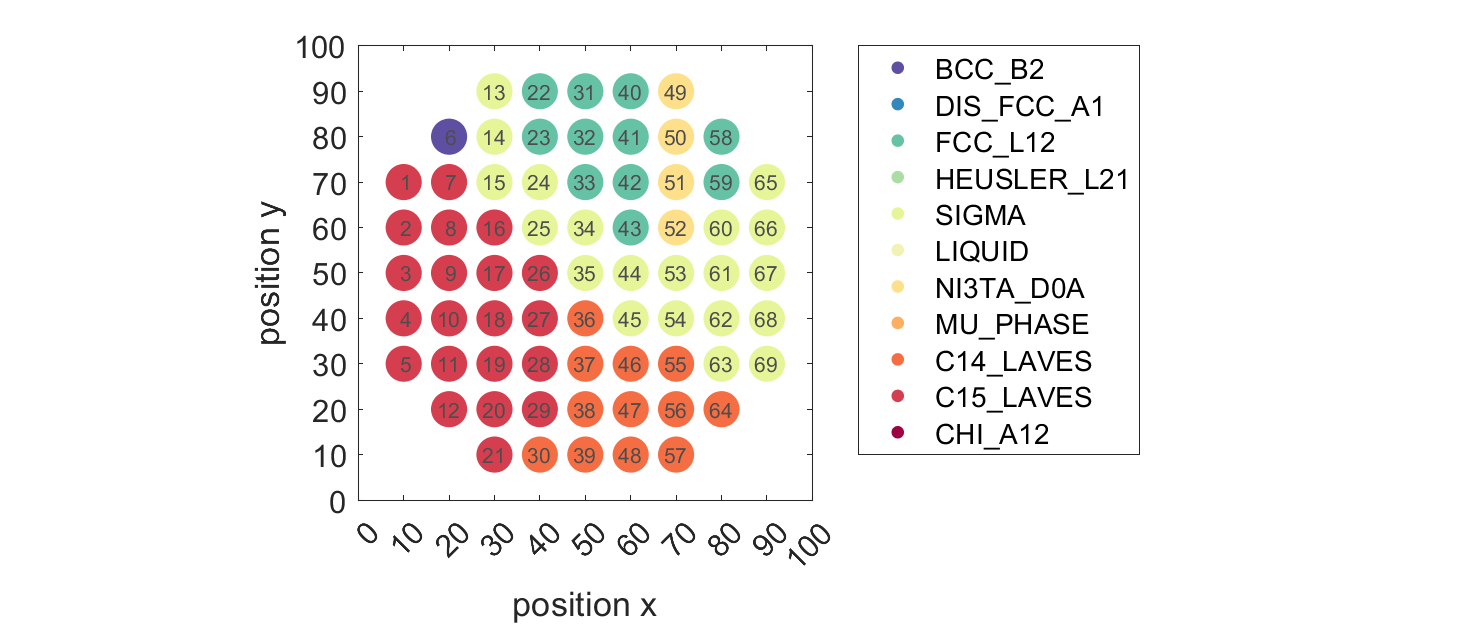 100
90 13 22 31 40 49
80 6 14 23 32 41 50 58
70 1 7 15 24 33 42 51 59 65
60 2 8 16 25 34 43 52 60 66
50 3 9 17 26 35 44 53 61 67
40 4 10 18 27 36 45 54 62 68
30 5 11 19 28 37 46 55 63 69
20 12 20 29 38 47 56 64
10 21 30 39 48 57
0
position y
0 10 20 30 40 50 60 70 80 90 100
position x
BCC_B2
DIS_FCC_A1
FCC_L12
HEUSLER_L21
SIGMA
LIQUID
NI3TA_D0A
MU_PHASE
C14_LAVES
C15_LAVES
CHI_A12